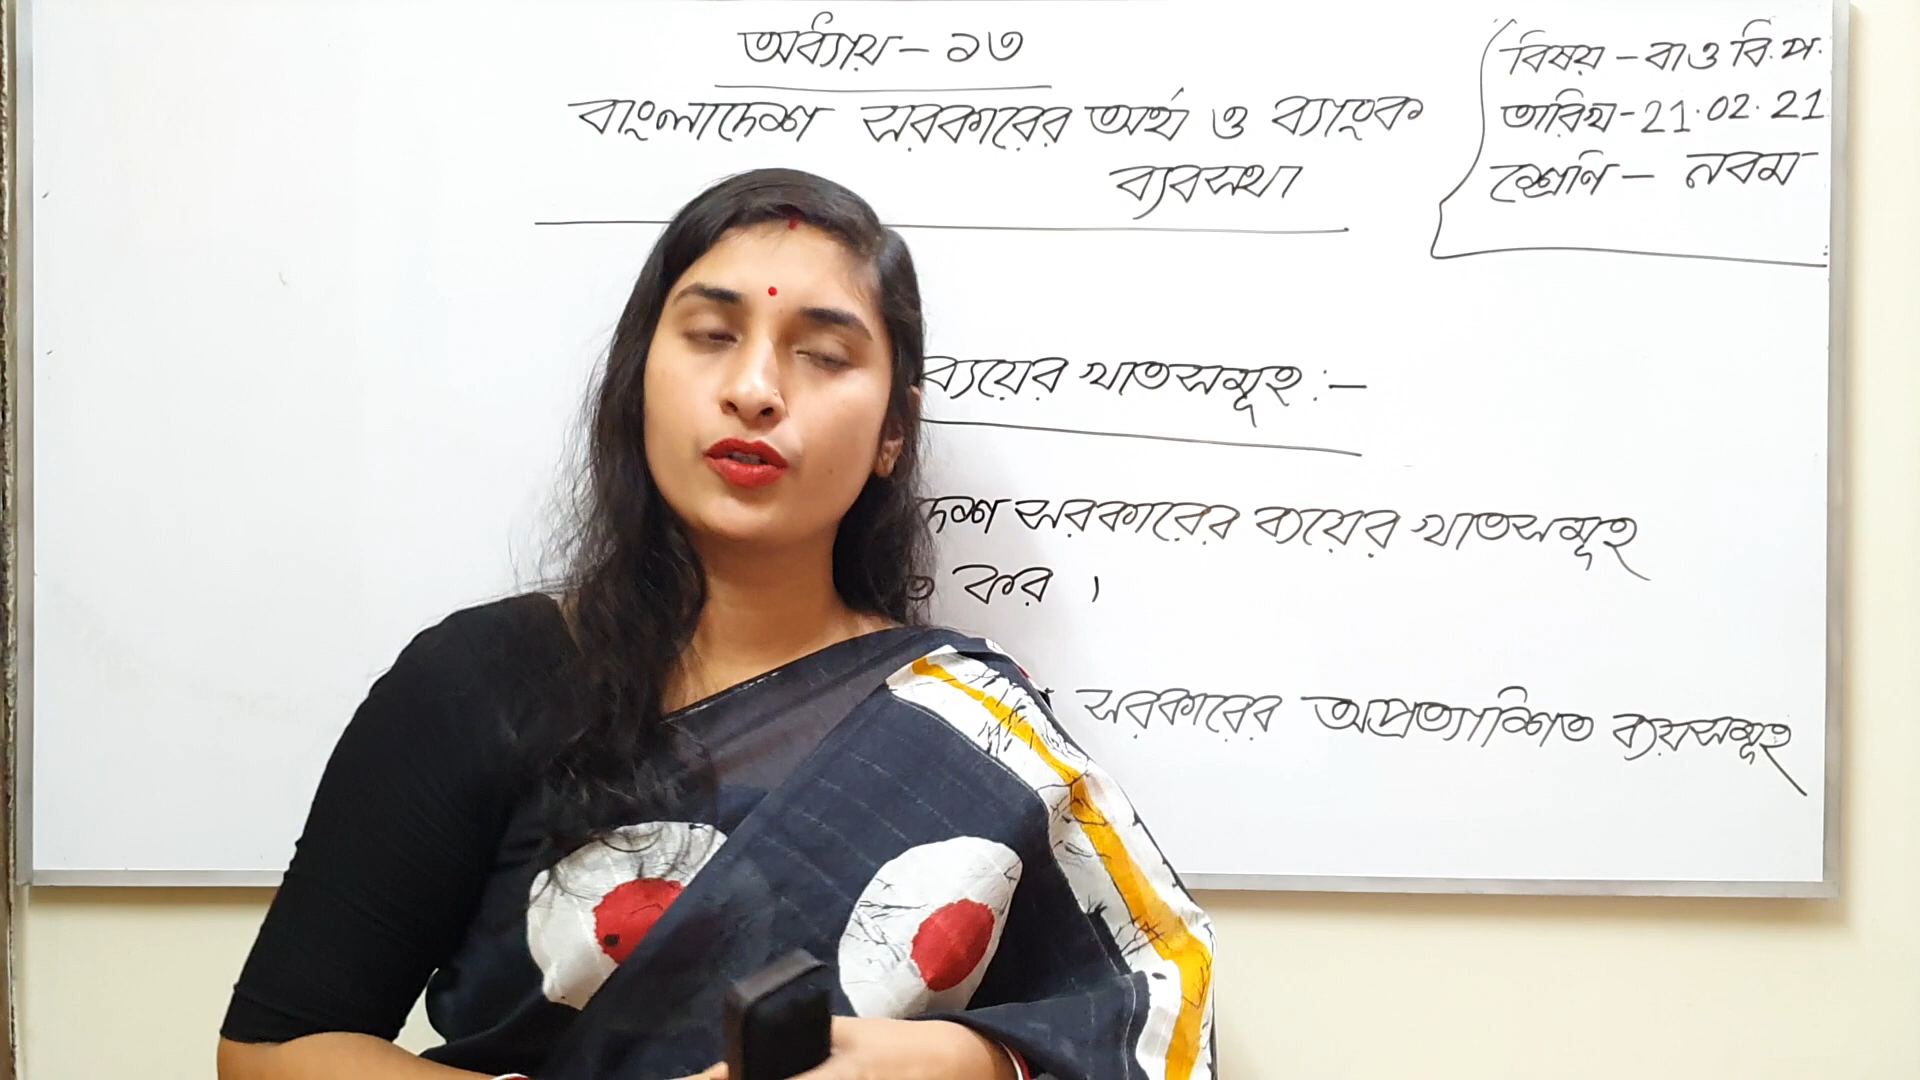 অধ্যায় - ১৩
বাংলাদেশ সরকারের অর্থ ও ব্যাংক
ব্যবস্থা
বিষয় - বা ও বি.প.
তারিখ - 21.02.21
শ্রেণি - নবম
ব্যয়ের খাতসমূহ :-
দেশ সরকারের ব্যয়ের খাতসমূহ
ত কর ।
সরকারের অপ্রত্যাশিত ব্যয়সমূহ